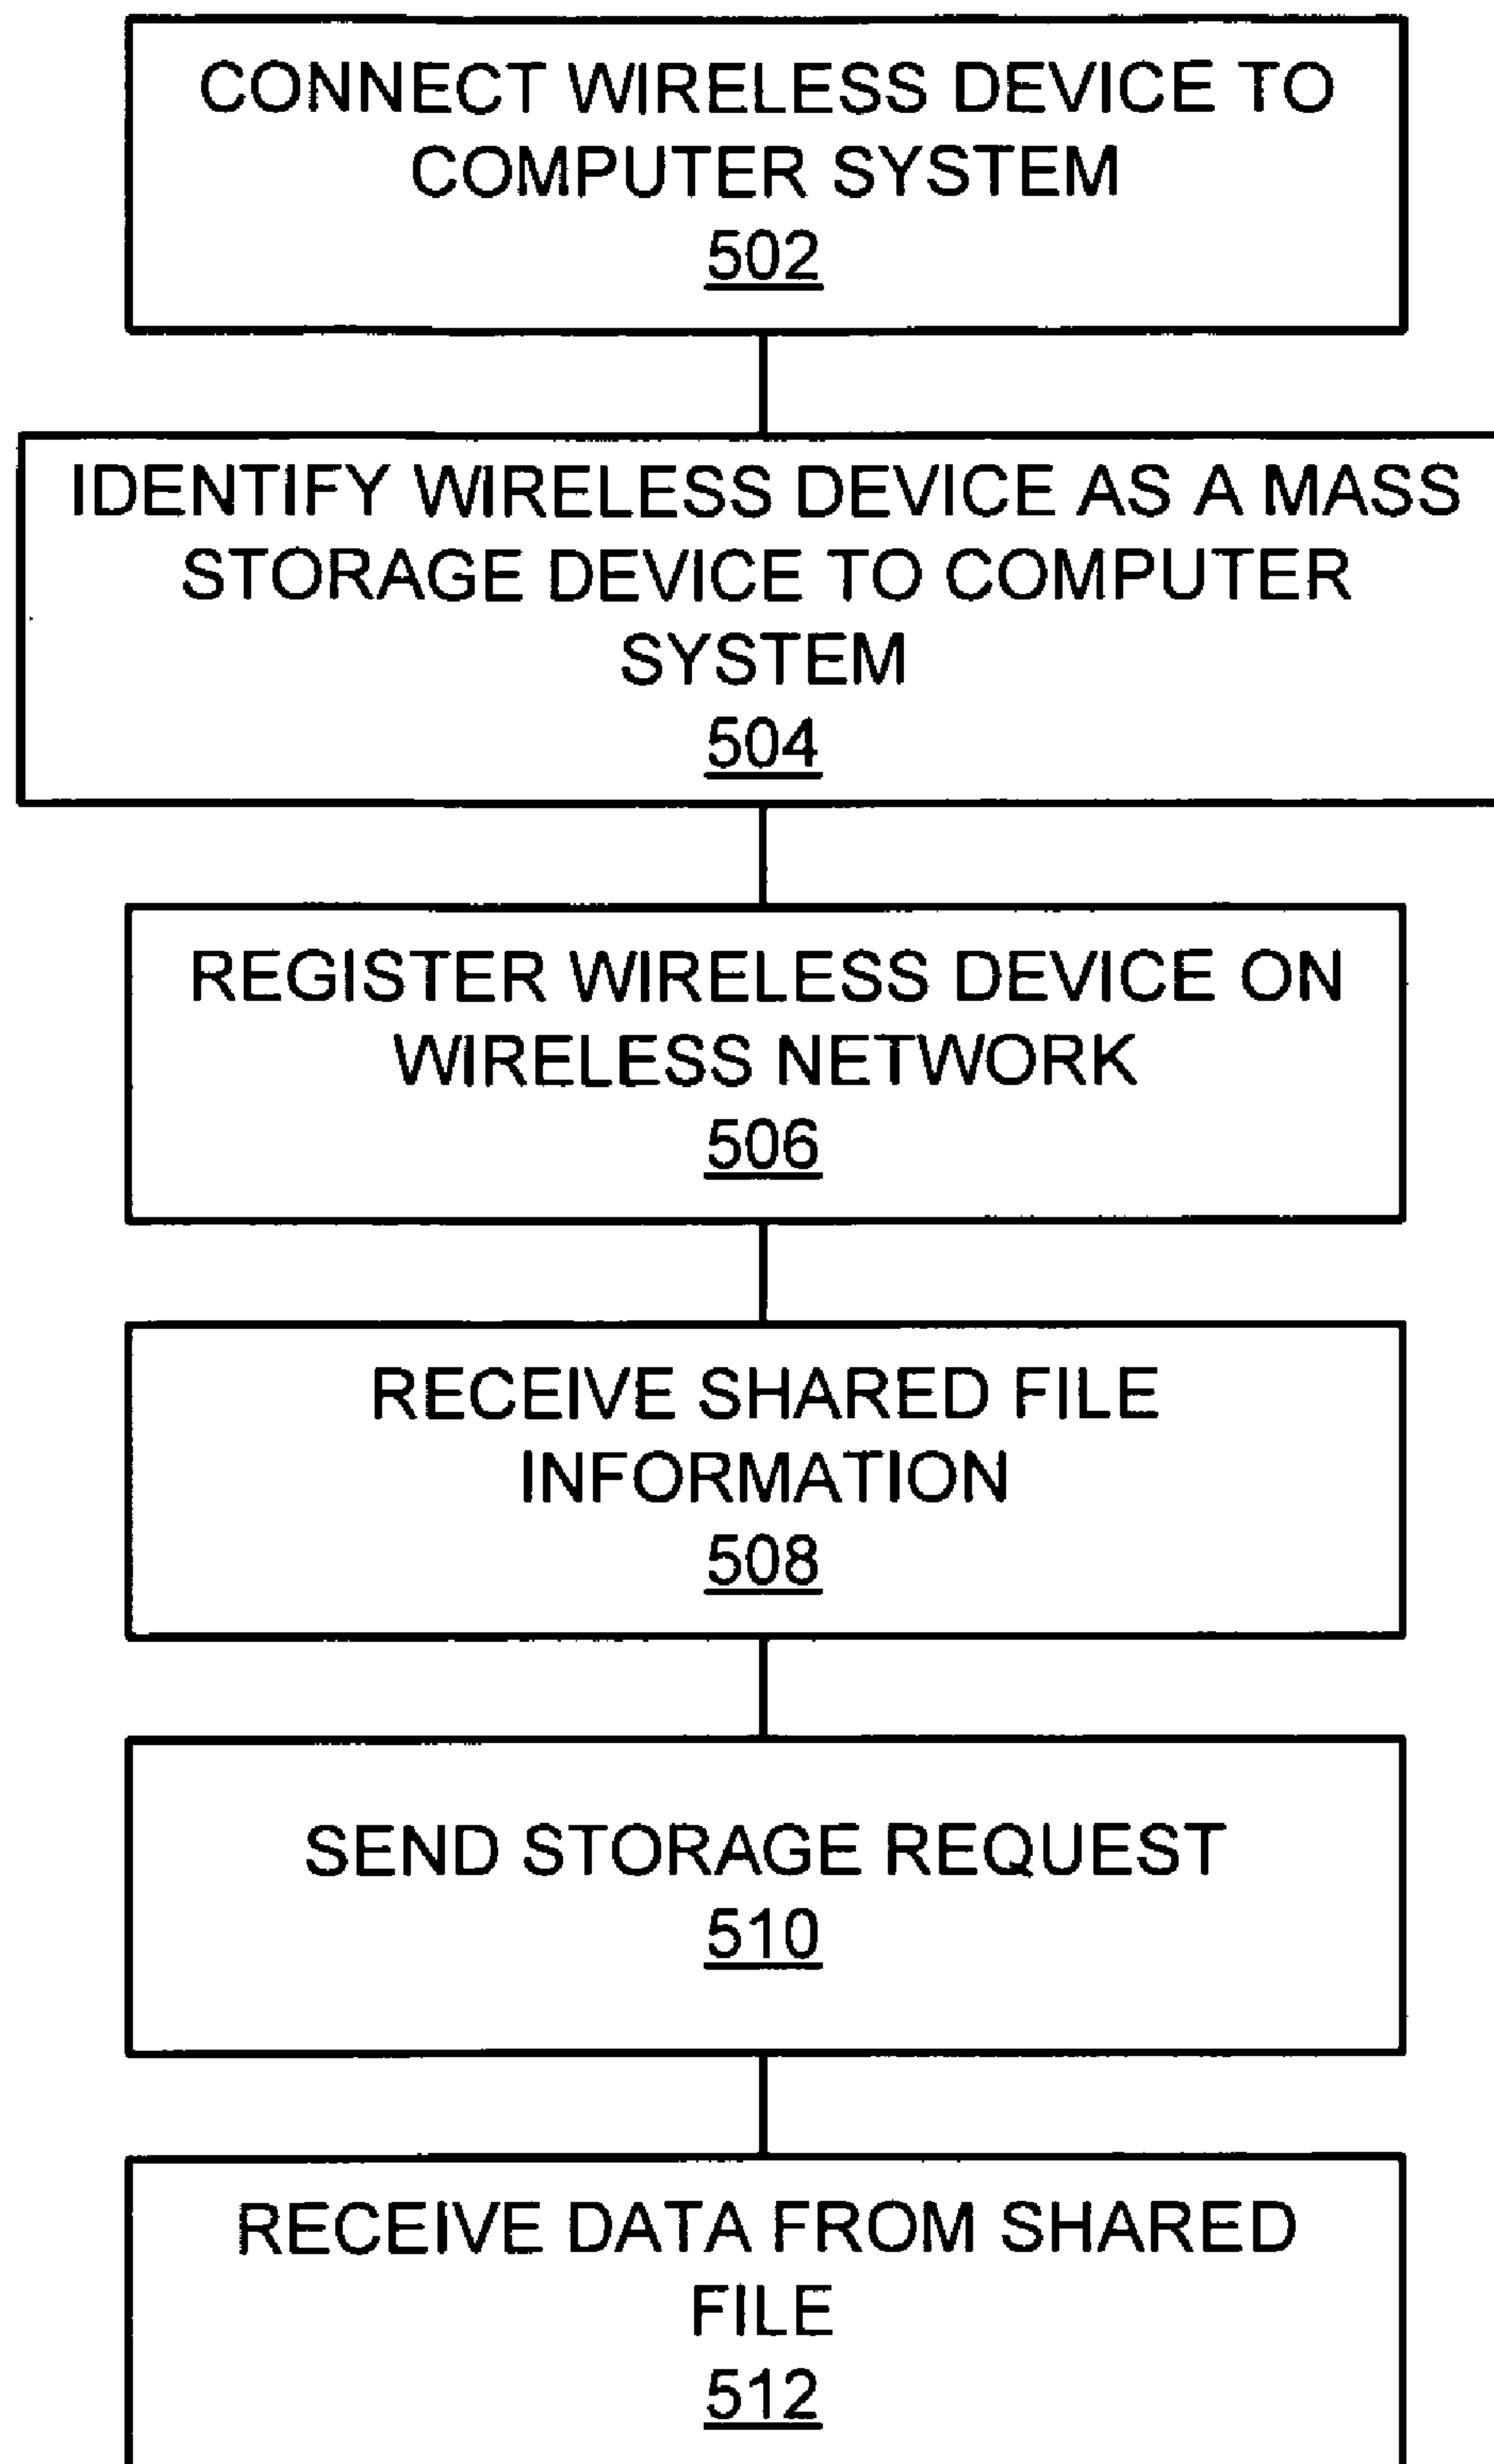 CONNECT WIRELESS DEVICE TO
COMPUTER SYSTEM
502
IDENTIFY WIRELESS DEVICE AS A MASS
STORAGE DEVICE TO COMPUTER
SYSTEM
504
REGISTER WIRELESS DEVICE ON
WIRELESS NETWORK
506
RECEIVE SHARED FILE
INFORMATION
508
SEND STORAGE REQUEST
510
RECEIVE DATA FROM SHARED
FILE
512